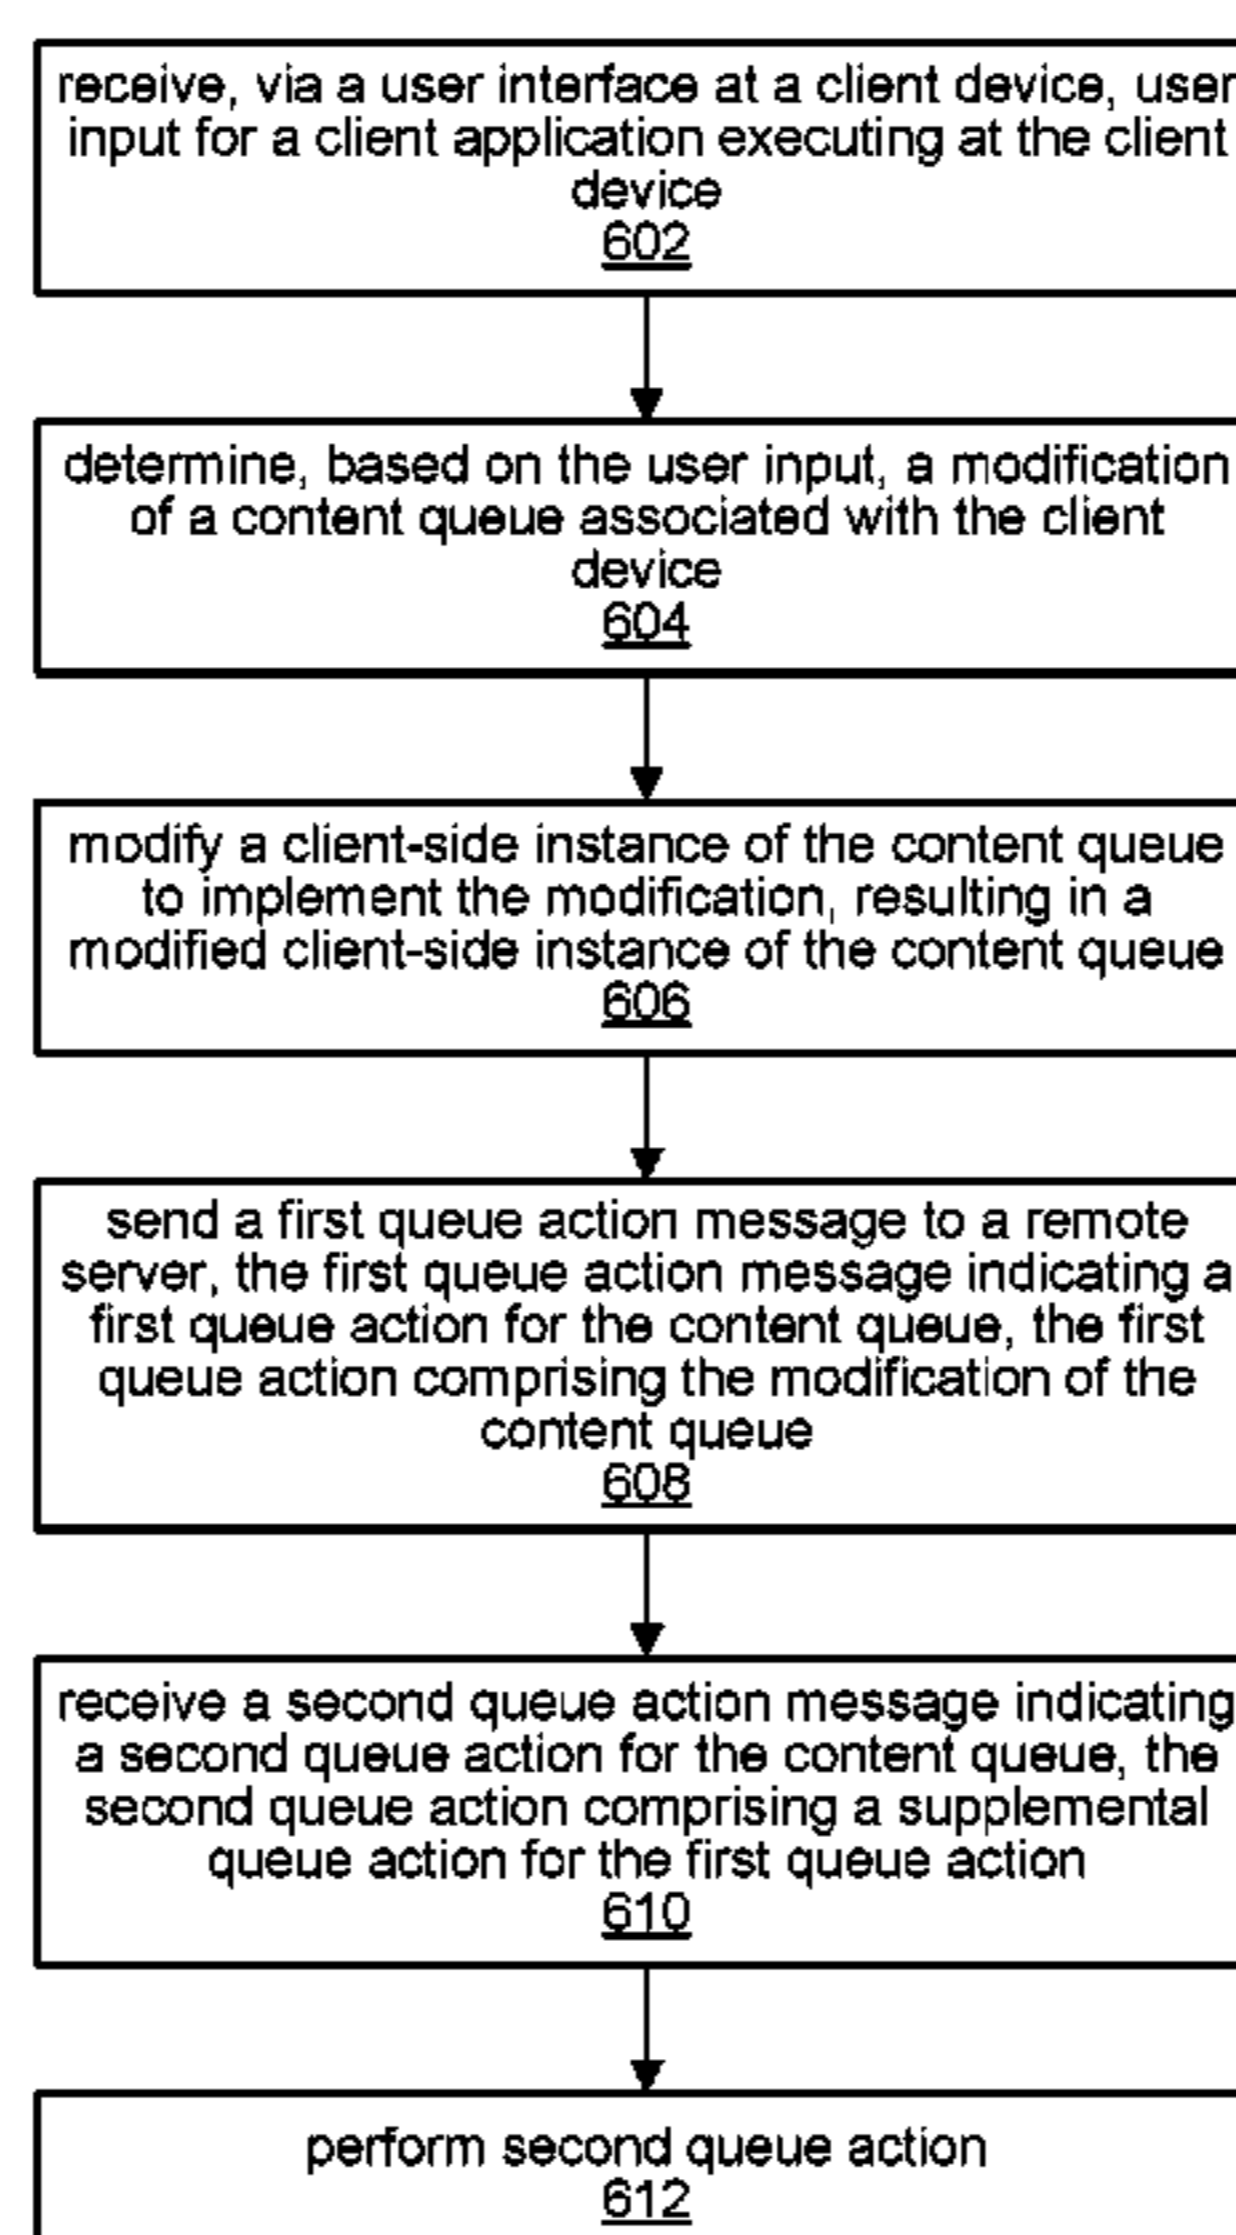 receive, via a user interface at a client device, user
input for a client application executing at the client
device
602
determine, based on the user input, a modification
of a content queue associated with the client
device
604
modify a client-side instance of the content queue
to implement the modification, resulting in a
modified client-side instance of the content queue
606
send a first queue action message to a remote
server, the first queue action message indicating a
first queue action for the content queue, the first
queue action comprising the modification of the
content queue
608
receive a second queue action message indicating
a second queue action for the content queue, the
second queue action comprising a supplemental
queue action for the first queue action
610
perform second queue action
612